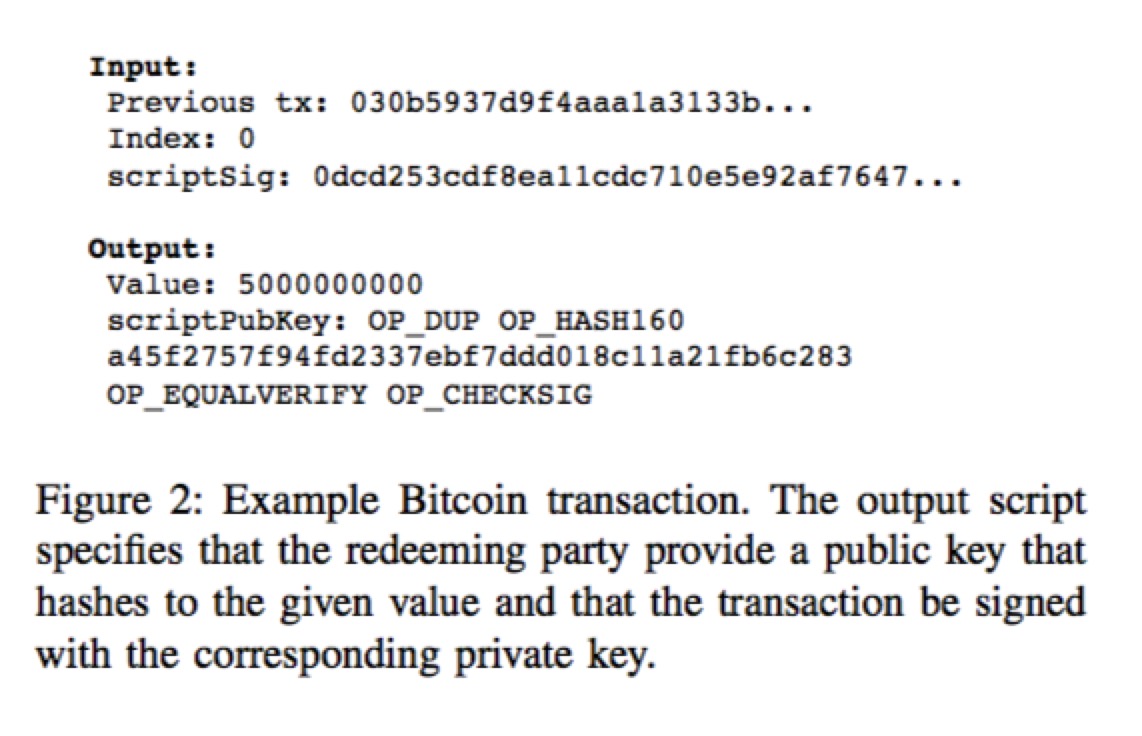 Input:
Previous tx: 030b5937d9f4aaa1a3133b...
Index: 0
scriptSig: 0dcd253cdf8ea11cdc710e5e92af7647...
Output:
Value: 5000000000
scriptPubKey: OP_DUP OP_HASH160
a45f2757f94fd2337ebf7ddd018c11a21fb6c283
OP_EQUALVERIFY OP_CHECKSIG
Figure 2: Example Bitcoin transaction. The output script
specifies that the redeeming party provide a public key that
hashes to the given value and that the transaction be signed
with the corresponding private key.